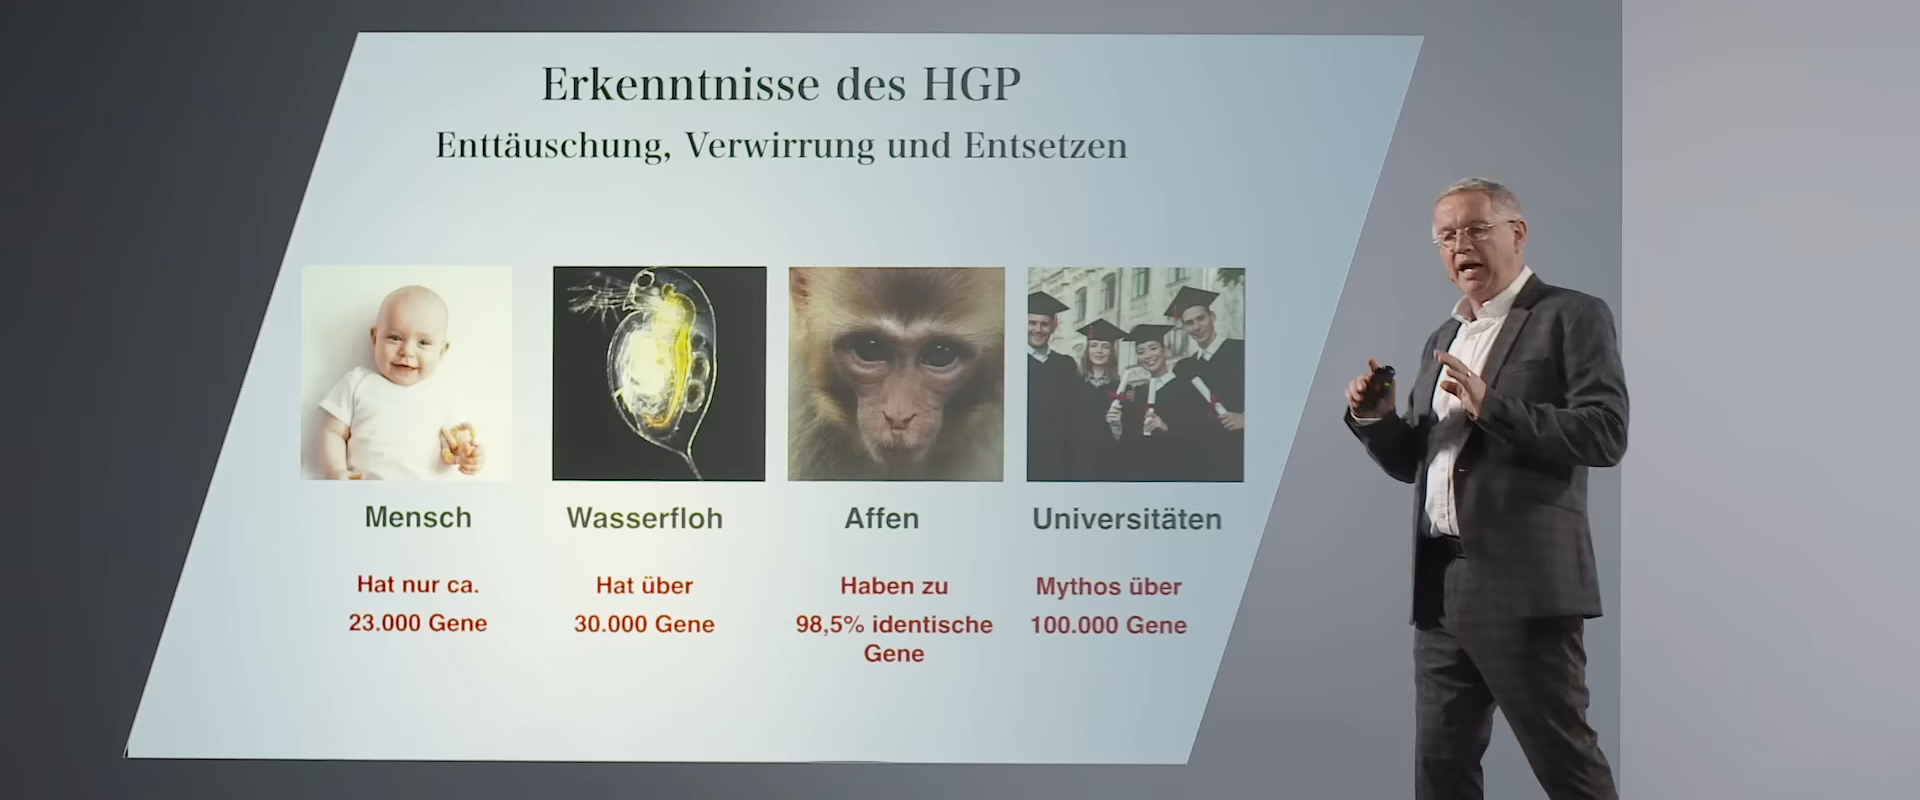 Erkenntnisse des HGP
Enttäuschung, Verwirrung und Entsetzen
Mensch
Hat nur ca.
23.000 Gene
Wasserfloh
Hat über
30.000 Gene
Affen
Haben zu
98,5% identische
Gene
Universitäten
Mythos über
100.000 Gene